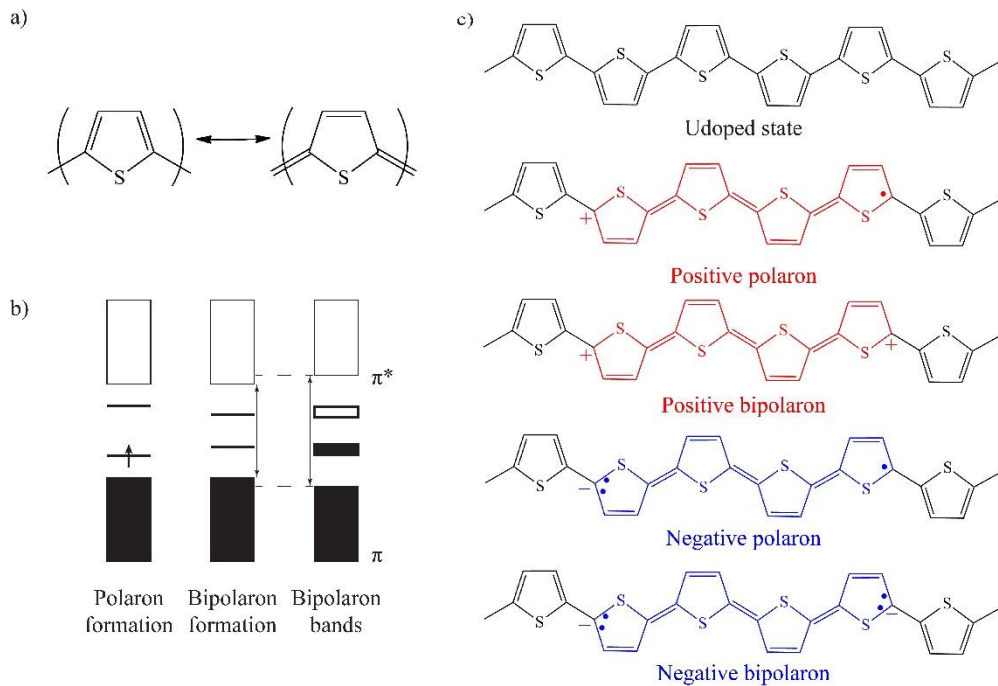 a)
S
S
b)
π*
π
Polaron
formation
Bipolaron
formation
Bipolaron
bands
c)
S S S S S S
Udoped state
S S S S S S
+
Positive polaron
S S S S S S
+ +
Positive bipolaron
S S S S S S
−
Negative polaron
S S S S S S
− −
Negative bipolaron